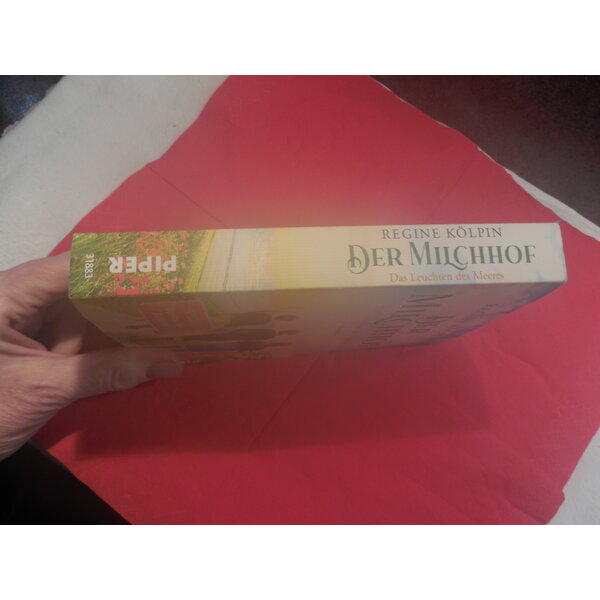 REGINE KÖLPIN
DER MILCHHOF
Das Leuchten des Meeres
PIPER
31883